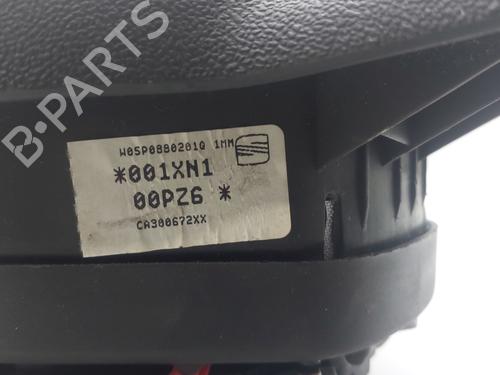 B-PARTS
W05P0880201Q 1MM
*001XN1
00PZ6 *
CA300672XX